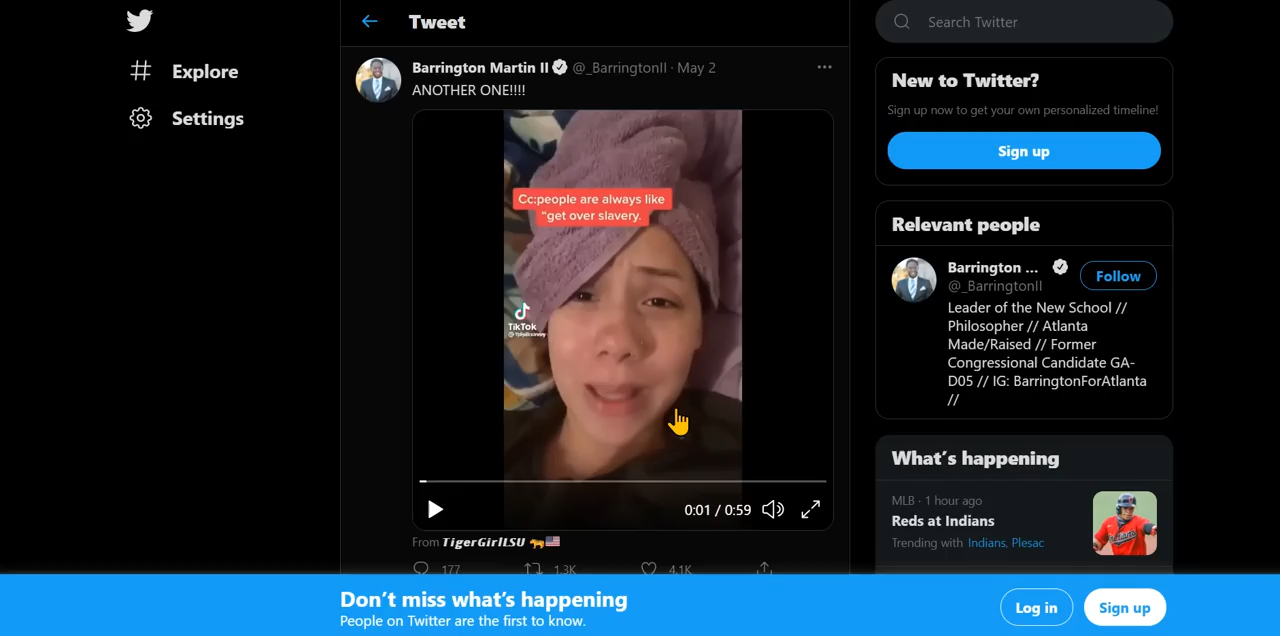 Tweet
Search Twitter
Explore
Settings
Barrington Martin II @_BarringtonII · May 2
ANOTHER ONE!!!!
Cc:people are always like
"get over slavery.
TikTok
0:01 / 0:59
From TigerGirlLSU
177 1.3K 4.1K
New to Twitter?
Sign up now to get your own personalized timeline!
Sign up
Relevant people
Barrington ...
@_BarringtonII
Follow
Leader of the New School //
Philosopher // Atlanta
Made/Raised // Former
Congressional Candidate GA-
D05 // IG: BarringtonForAtlanta
//
What's happening
MLB · 1 hour ago
Reds at Indians
Trending with Indians, Plesac
Don't miss what's happening
People on Twitter are the first to know.
Log in
Sign up